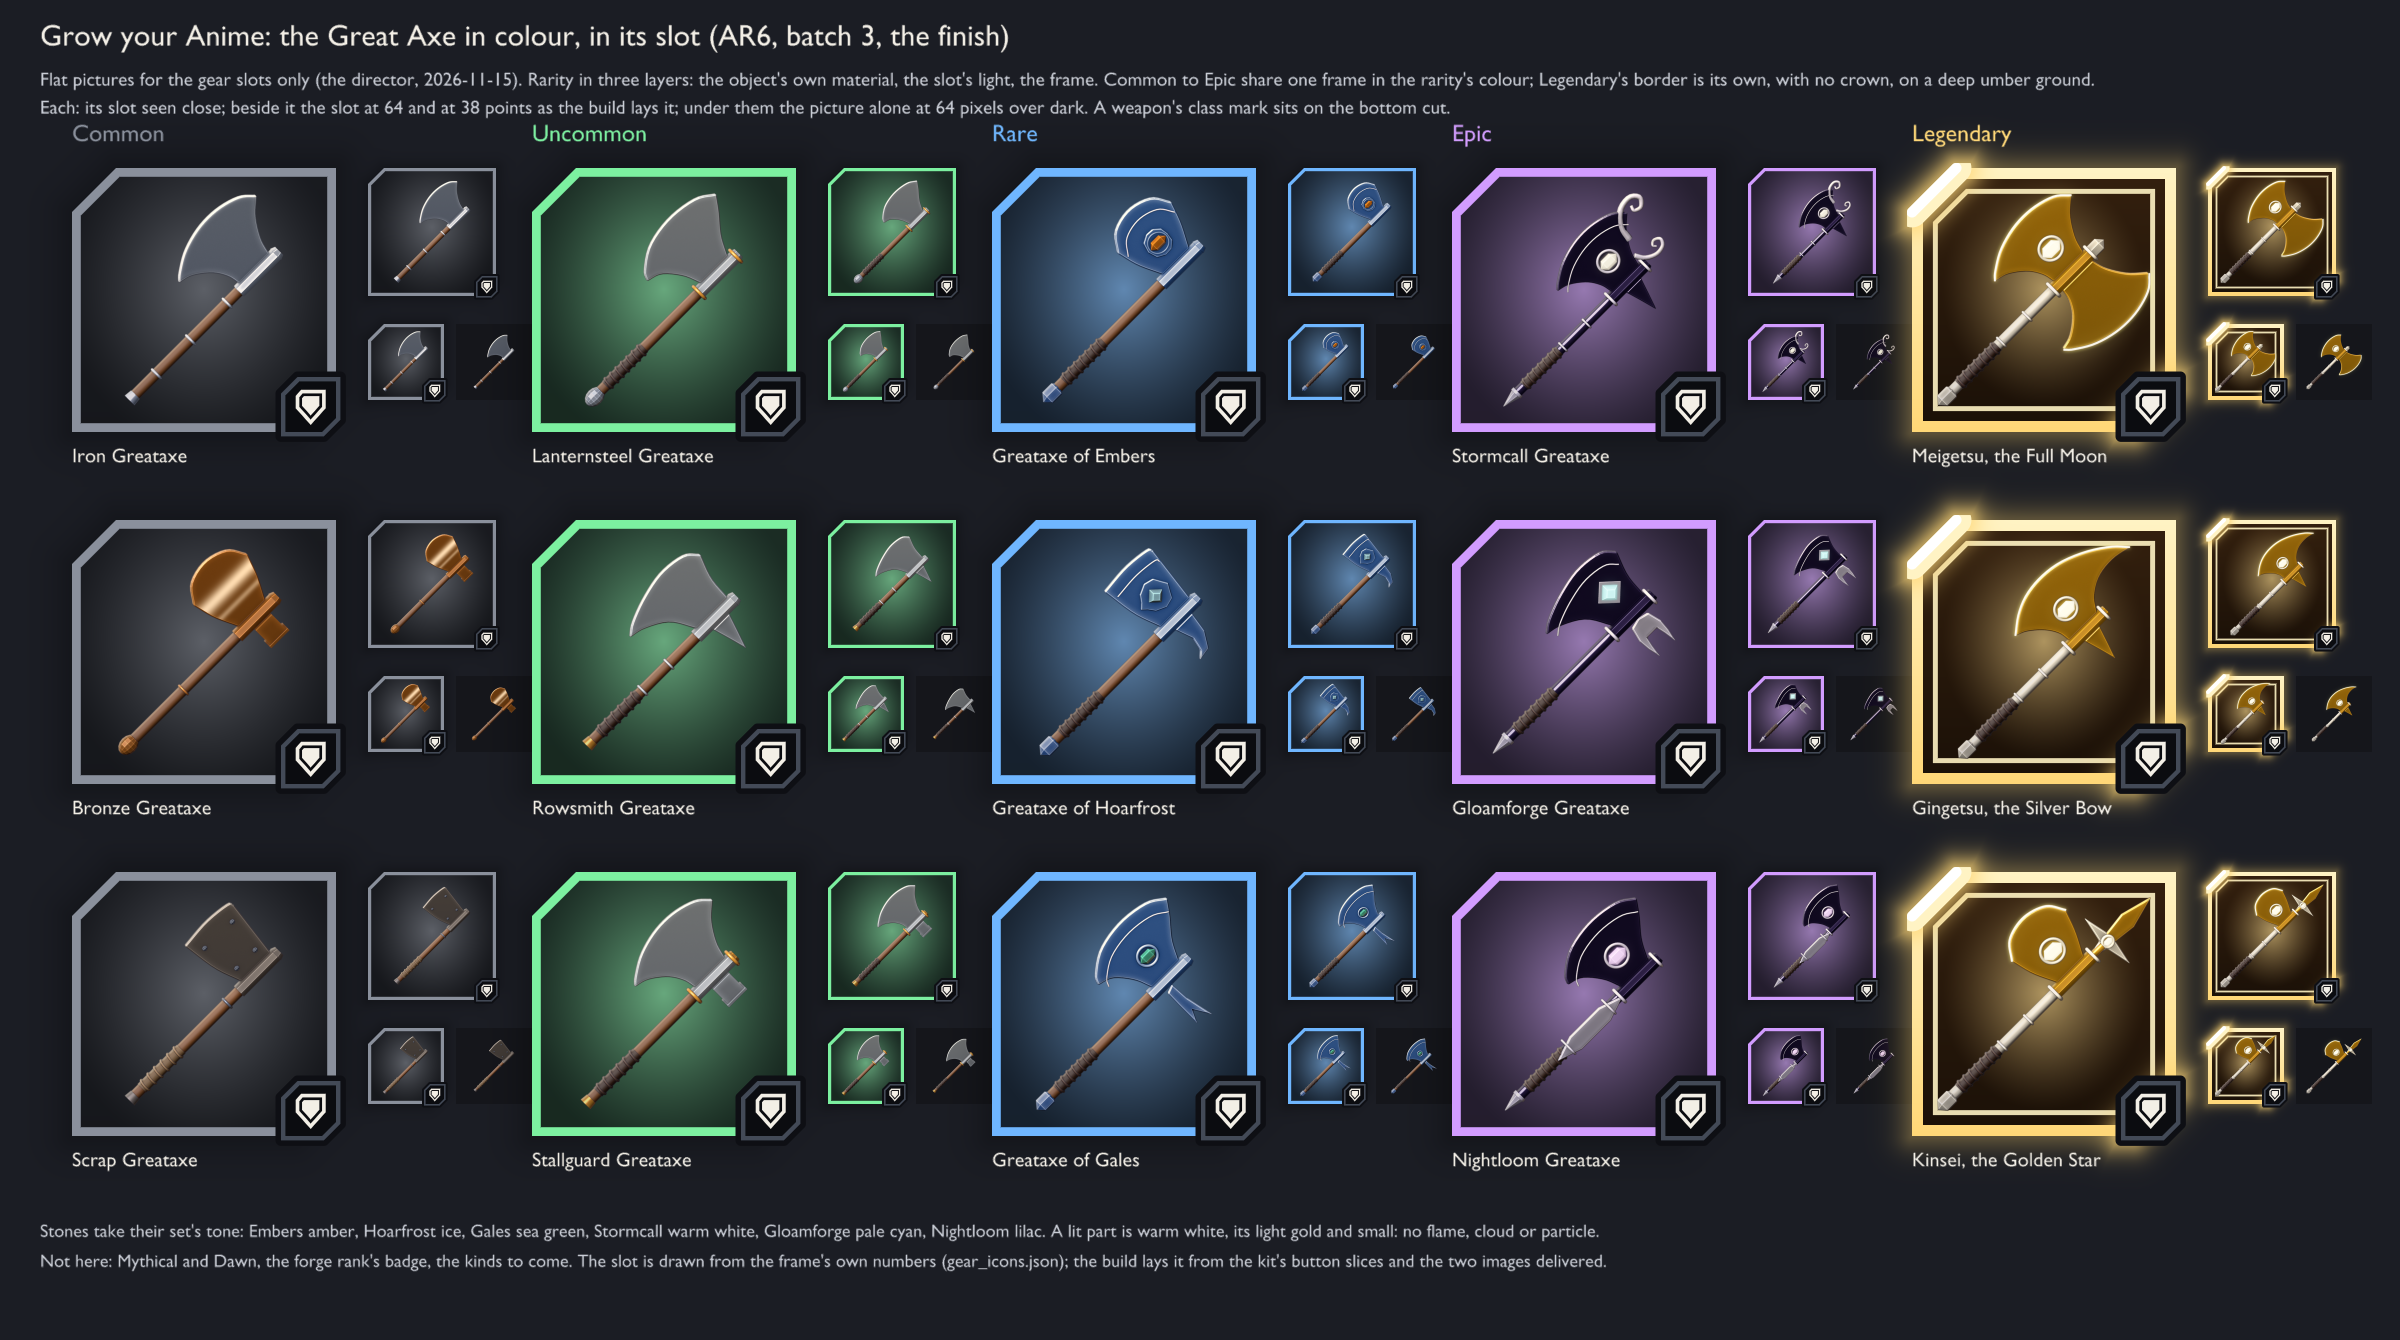 Grow your Anime: the Great Axe in colour, in its slot (AR6, batch 3, the finish)
Flat pictures for the gear slots only (the director, 2026-11-15). Rarity in three layers: the object's own material, the slot's light, the frame. Common to Epic share one frame in the rarity's colour; Legendary's border is its own, with no crown, on a deep umber ground.
Each: its slot seen close; beside it the slot at 64 and at 38 points as the build lays it; under them the picture alone at 64 pixels over dark. A weapon's class mark sits on the bottom cut.
Common
Uncommon
Rare
Epic
Legendary
Iron Greataxe
Lanternsteel Greataxe
Greataxe of Embers
Stormcall Greataxe
Meigetsu, the Full Moon
Bronze Greataxe
Rowsmith Greataxe
Greataxe of Hoarfrost
Gloamforge Greataxe
Gingetsu, the Silver Bow
Scrap Greataxe
Stallguard Greataxe
Greataxe of Gales
Nightloom Greataxe
Kinsei, the Golden Star
Stones take their set's tone: Embers amber, Hoarfrost ice, Gales sea green, Stormcall warm white, Gloamforge pale cyan, Nightloom lilac. A lit part is warm white, its light gold and small: no flame, cloud or particle.
Not here: Mythical and Dawn, the forge rank's badge, the kinds to come. The slot is drawn from the frame's own numbers (gear_icons.json); the build lays it from the kit's button slices and the two images delivered.